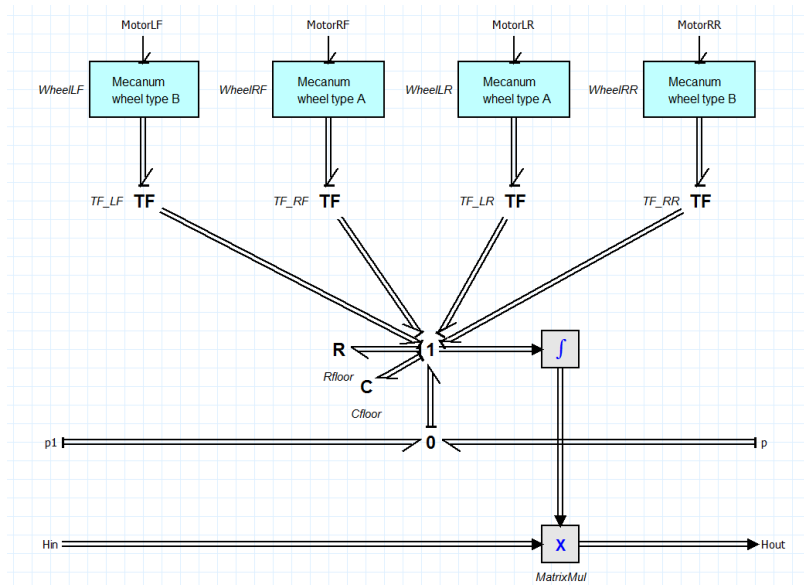 MotorLF
MotorRF
MotorLR
MotorRR
WheelLF
Mecanum
wheel type B
WheelRF
Mecanum
wheel type A
WheelLR
Mecanum
wheel type A
WheelRR
Mecanum
wheel type B
TF_LF TF
TF_RF TF
TF_LR TF
TF_RR TF
R
1
∫
Rfloor
C
Cfloor
p1
0
p
Hin
X
Hout
MatrixMul